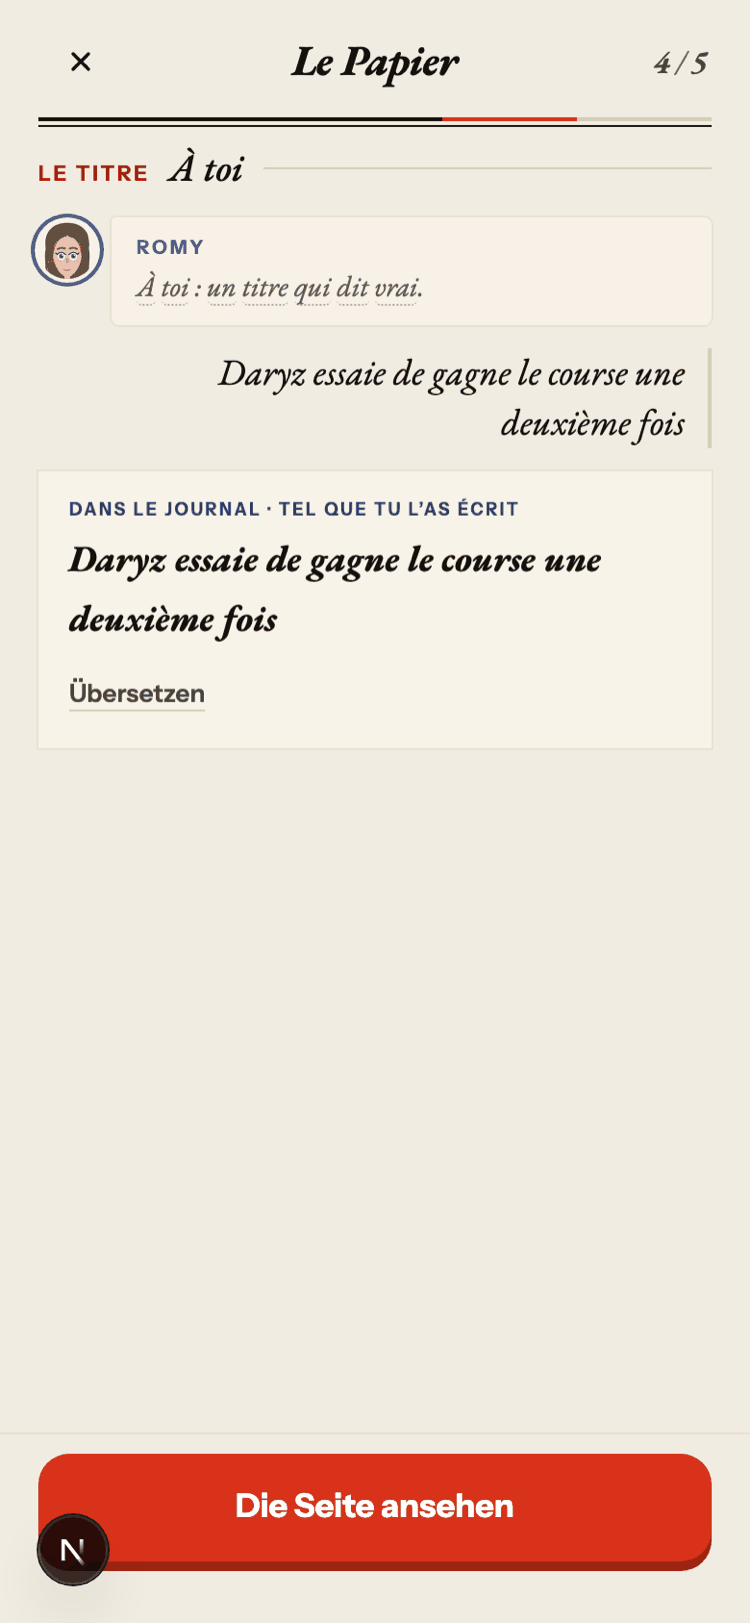 Le Papier
4/5
LE TITRE À toi
ROMY
À toi : un titre qui dit vrai.
Daryz essaie de gagne le course une
deuxième fois
DANS LE JOURNAL · TEL QUE TU L'AS ÉCRIT
Daryz essaie de gagne le course une
deuxième fois
Übersetzen
Die Seite ansehen
N